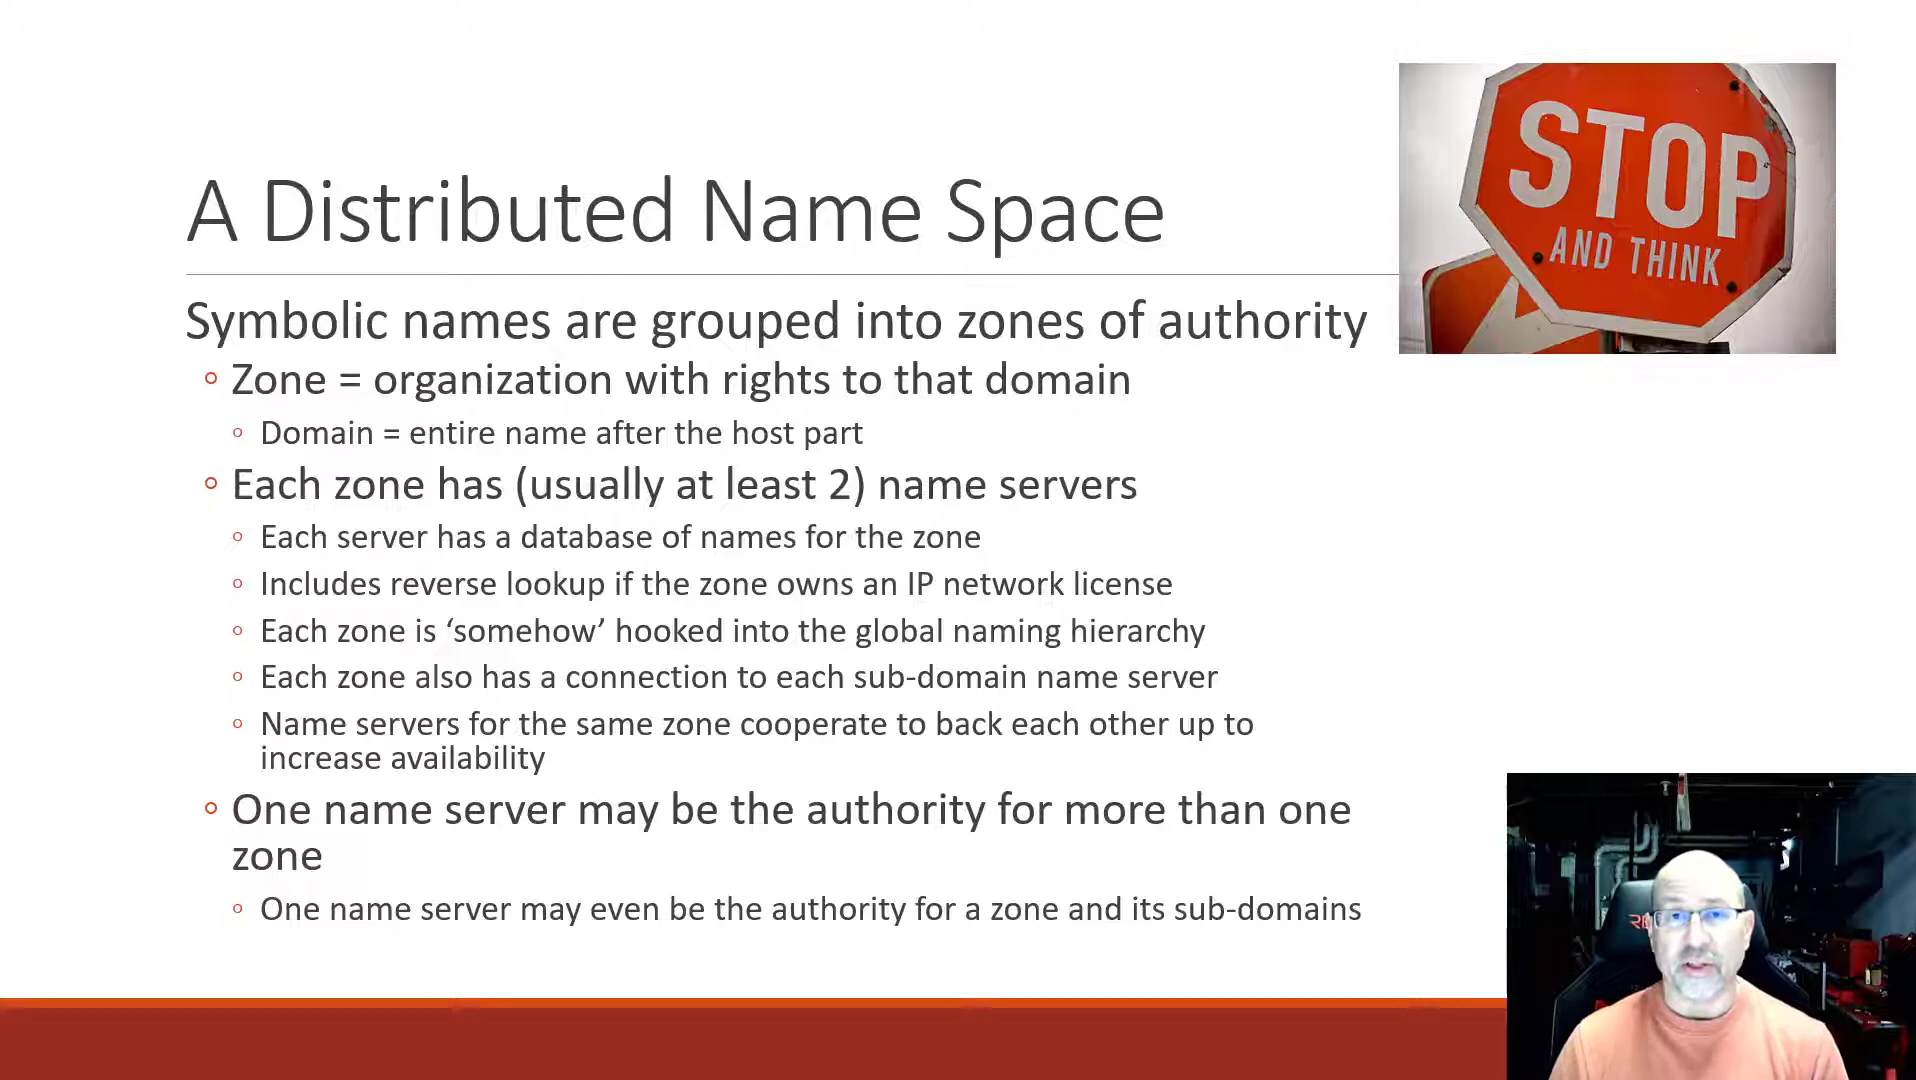 A Distributed Name Space
STOP
AND THINK
Symbolic names are grouped into zones of authority
◦ Zone = organization with rights to that domain
◦ Domain = entire name after the host part
◦ Each zone has (usually at least 2) name servers
◦ Each server has a database of names for the zone
◦ Includes reverse lookup if the zone owns an IP network license
◦ Each zone is ‘somehow’ hooked into the global naming hierarchy
◦ Each zone also has a connection to each sub-domain name server
◦ Name servers for the same zone cooperate to back each other up to
increase availability
◦ One name server may be the authority for more than one
zone
◦ One name server may even be the authority for a zone and its sub-domains